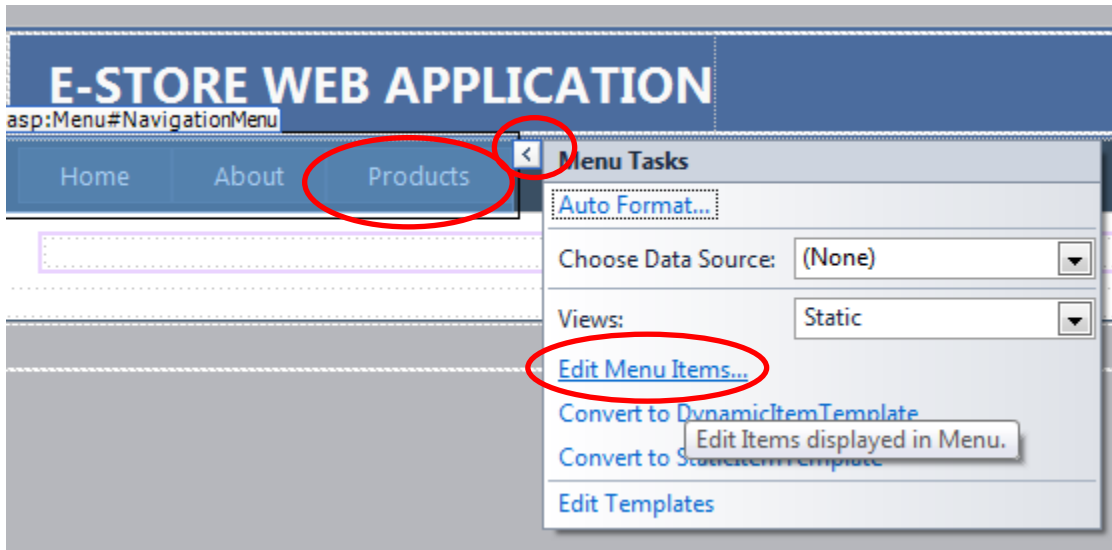 E-STORE WEB APPLICATION
asp:Menu#NavigationMenu
Home About Products
Menu Tasks
Auto Format...
Choose Data Source: (None)
Views: Static
Edit Menu Items...
Convert to DynamicItemTemplate
Edit Items displayed in Menu.
Convert to StaticItemTemplate
Edit Templates